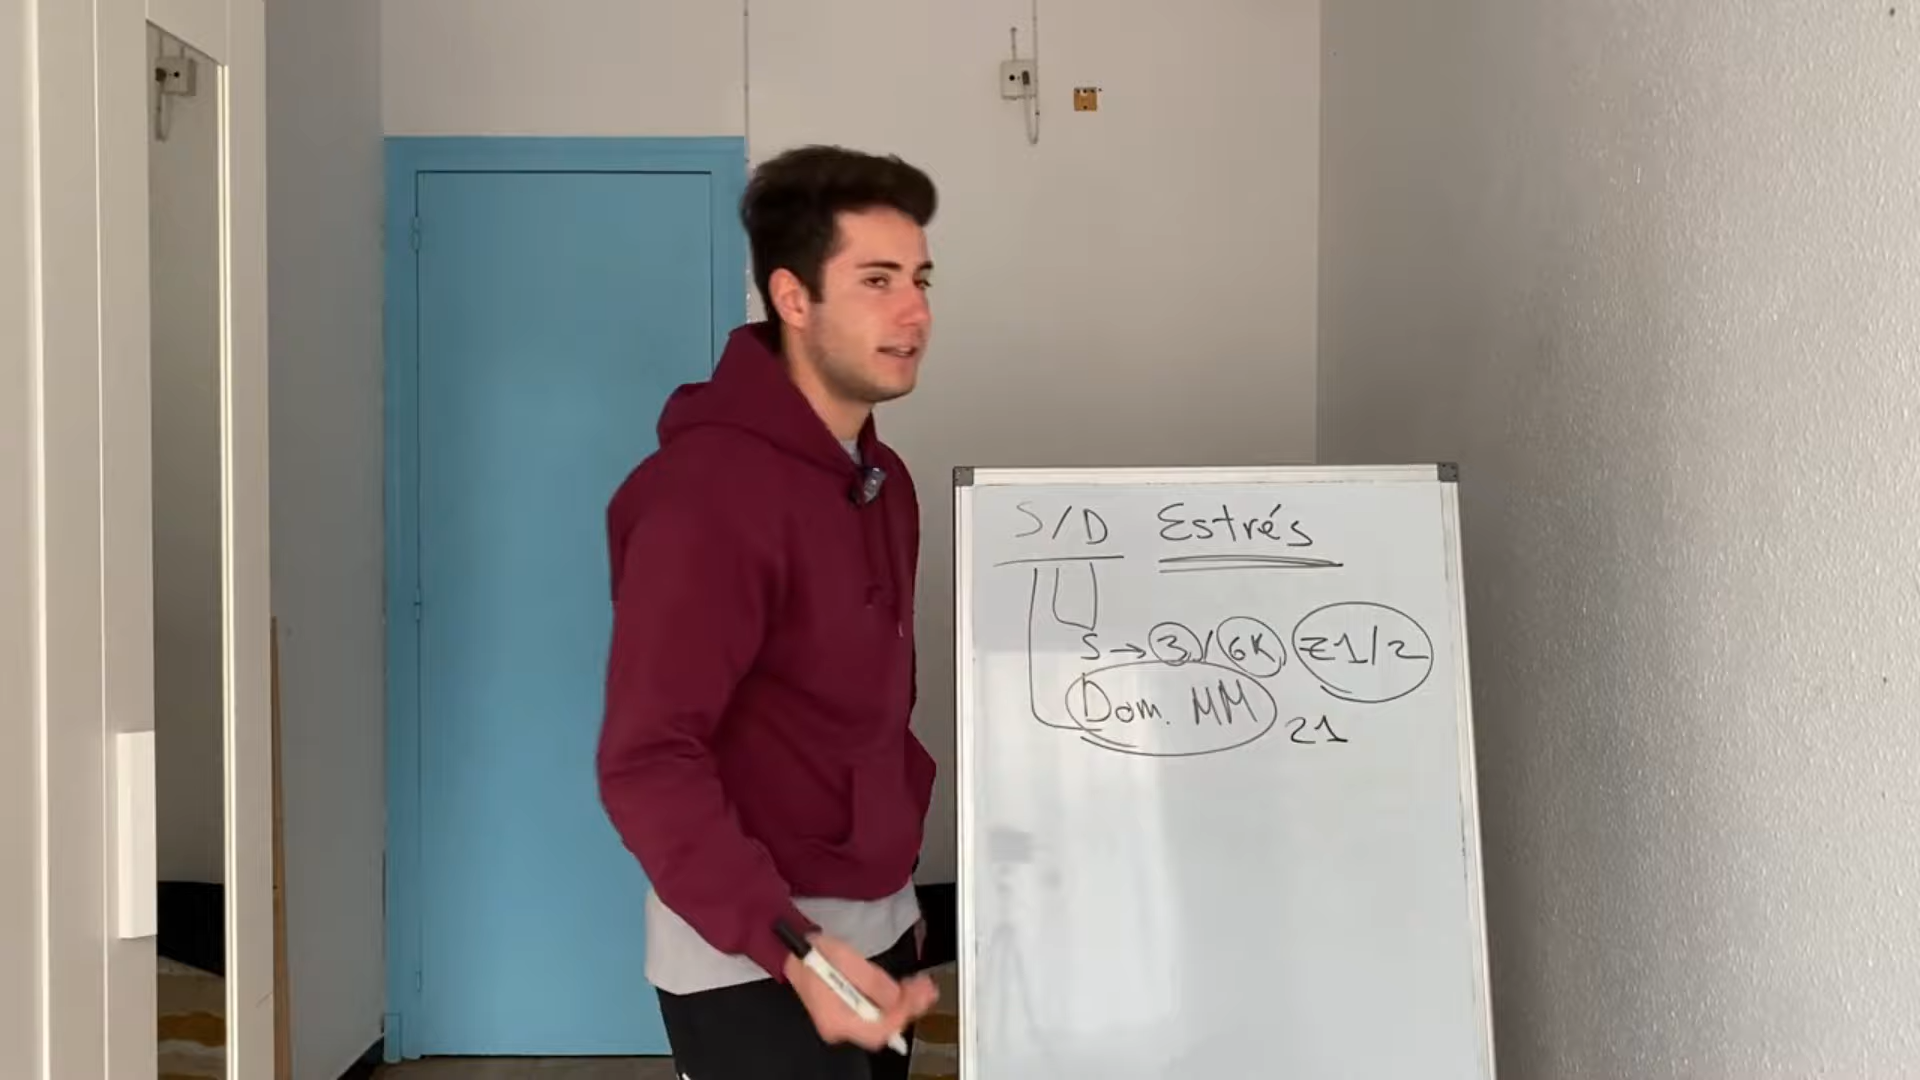 S/D Estrés
S → 3/6K Z1/2
Dom. MM 21